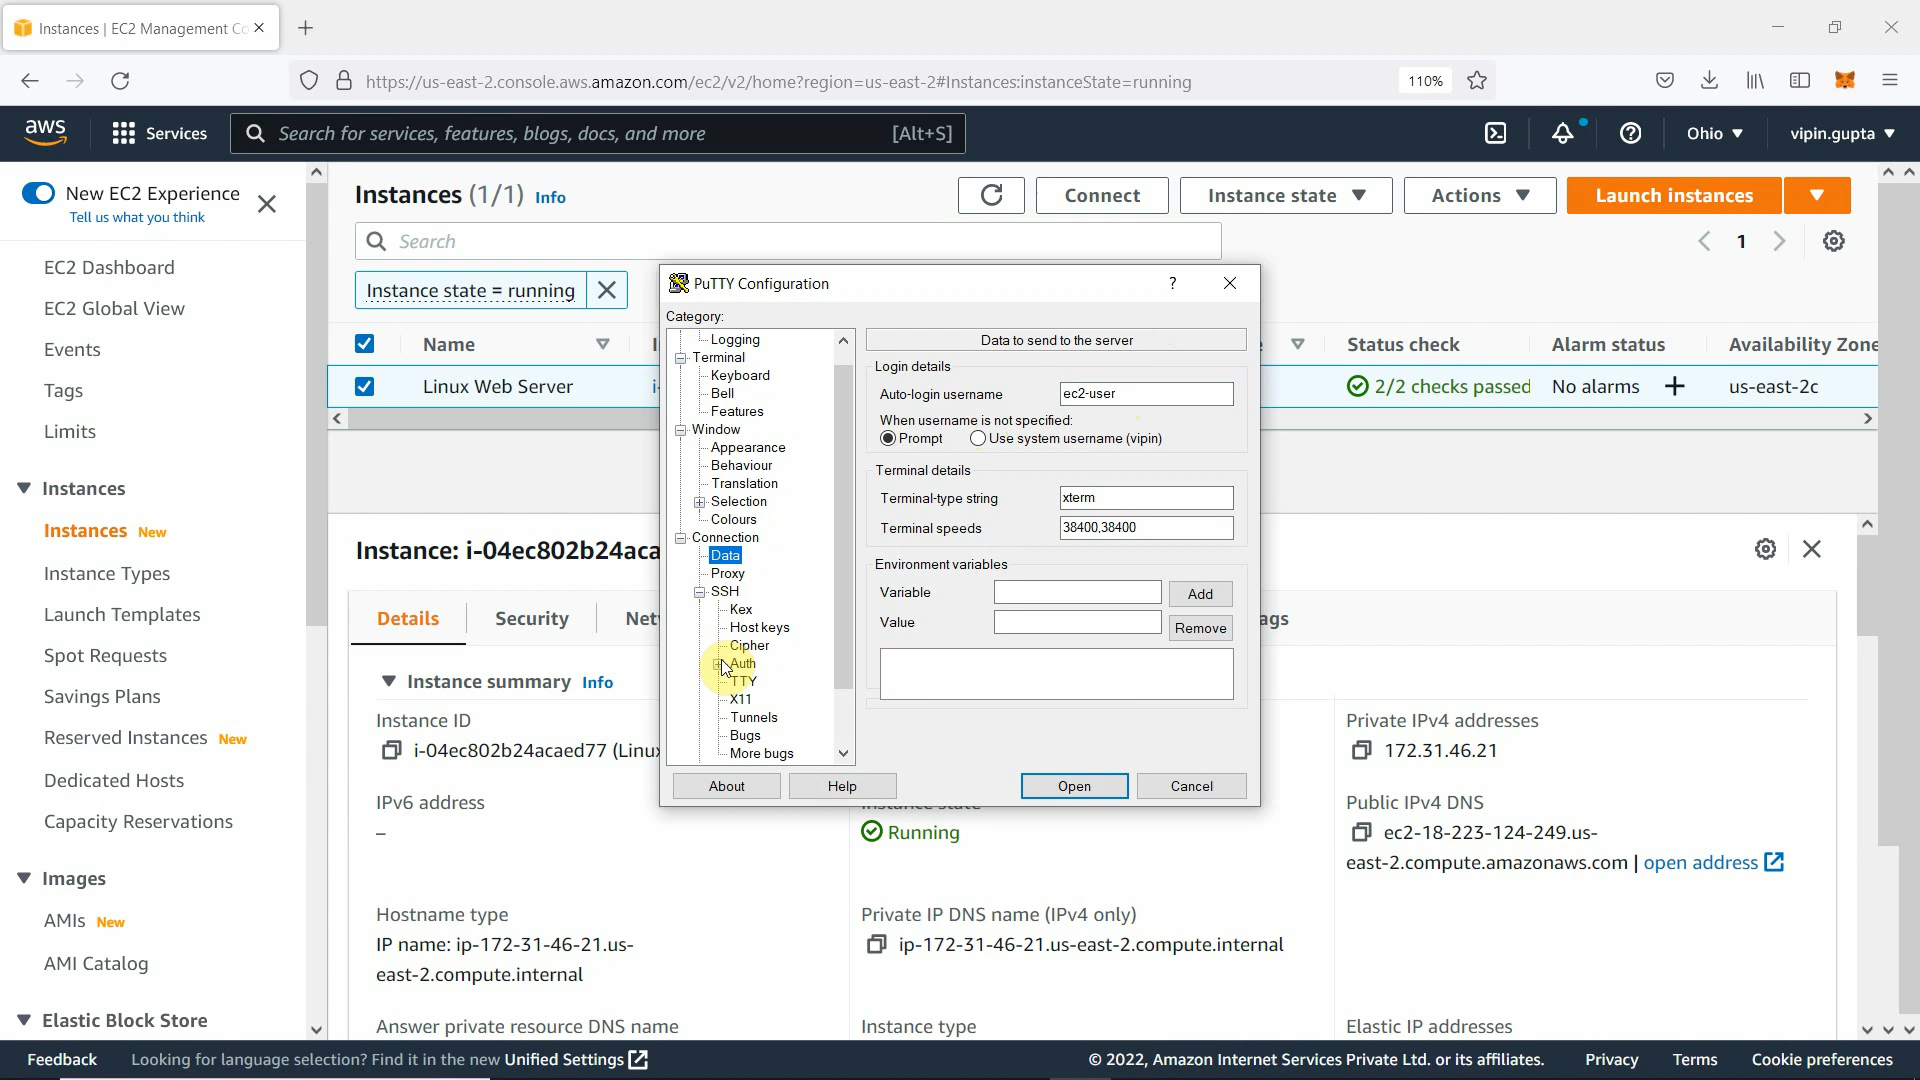 Instances | EC2 Management Co
https://us-east-2.console.aws.amazon.com/ec2/v2/home?region=us-east-2#Instances:instanceState=running
110%
aws
Services
Search for services, features, blogs, docs, and more
[Alt+S]
Ohio
vipin.gupta
New EC2 Experience
Tell us what you think
EC2 Dashboard
EC2 Global View
Events
Tags
Limits
Instances
Instances New
Instance Types
Launch Templates
Spot Requests
Savings Plans
Reserved Instances New
Dedicated Hosts
Capacity Reservations
Images
AMIs New
AMI Catalog
Elastic Block Store
Instances (1/1) Info
Connect
Instance state
Actions
Launch instances
Search
1
Instance state = running
Name
Status check
Alarm status
Availability Zone
Linux Web Server
i-
2/2 checks passed
No alarms
us-east-2c
PuTTY Configuration
?
Category:
Logging
Terminal
Keyboard
Bell
Features
Window
Appearance
Behaviour
Translation
Selection
Colours
Connection
Data
Proxy
SSH
Kex
Host keys
Cipher
Auth
TTY
X11
Tunnels
Bugs
More bugs
Data to send to the server
Login details
Auto-login username
ec2-user
When username is not specified:
Prompt
Use system username (vipin)
Terminal details
Terminal-type string
xterm
Terminal speeds
38400,38400
Environment variables
Variable
Add
Value
Remove
About
Help
Open
Cancel
Instance: i-04ec802b24aca
Details
Security
Net
ags
Instance summary Info
Instance ID
i-04ec802b24acaed77 (Linux
IPv6 address
–
Hostname type
IP name: ip-172-31-46-21.us-
east-2.compute.internal
Answer private resource DNS name
Instance state
Running
Private IP DNS name (IPv4 only)
ip-172-31-46-21.us-east-2.compute.internal
Instance type
Private IPv4 addresses
172.31.46.21
Public IPv4 DNS
ec2-18-223-124-249.us-
east-2.compute.amazonaws.com | open address
Elastic IP addresses
Feedback
Looking for language selection? Find it in the new Unified Settings
© 2022, Amazon Internet Services Private Ltd. or its affiliates.
Privacy
Terms
Cookie preferences